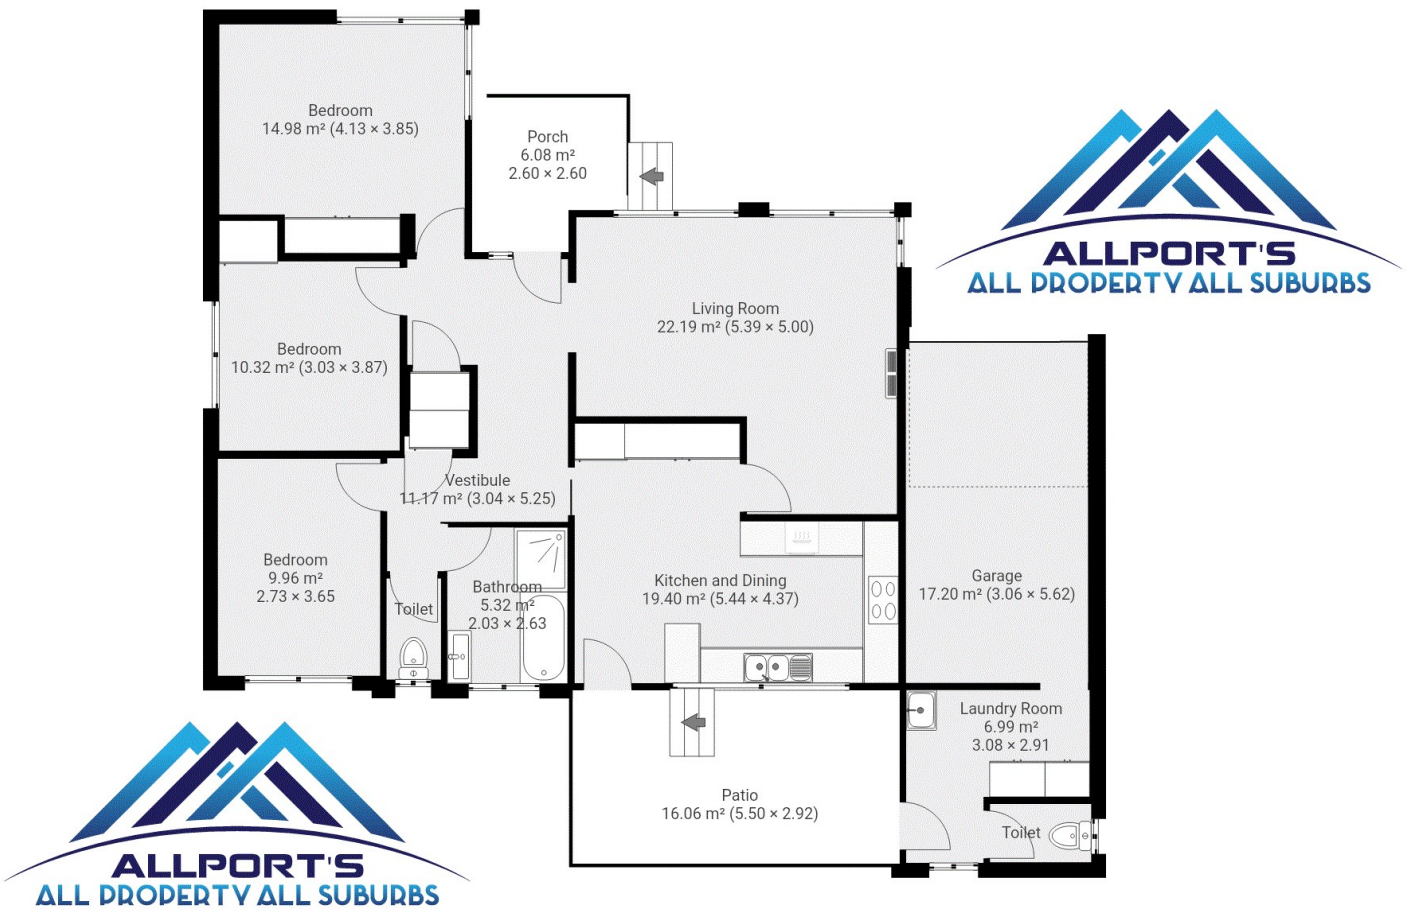 Bedroom
14.98 m² (4.13 × 3.85)
Porch
6.08 m²
2.60 × 2.60
ALLPORT'S
ALL PROPERTY ALL SUBURBS
Living Room
22.19 m² (5.39 × 5.00)
Bedroom
10.32 m² (3.03 × 3.87)
Vestibule
11.17 m² (3.04 × 5.25)
Bedroom
9.96 m²
2.73 × 3.65
Toilet
Bathroom
5.32 m²
2.03 × 2.63
Kitchen and Dining
19.40 m² (5.44 × 4.37)
Garage
17.20 m² (3.06 × 5.62)
Laundry Room
6.99 m²
3.08 × 2.91
Patio
16.06 m² (5.50 × 2.92)
Toilet
ALLPORT'S
ALL PROPERTY ALL SUBURBS